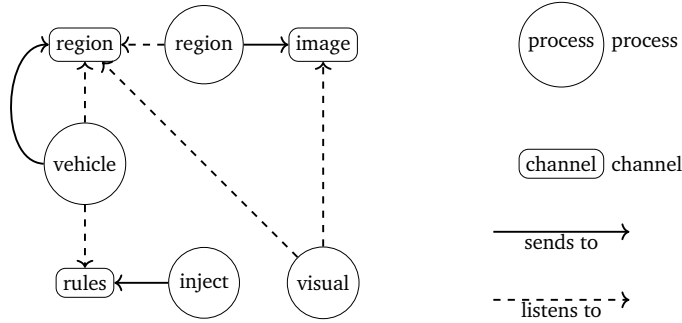 region
region
image
process
process
vehicle
channel
channel
sends to
rules
inject
visual
listens to